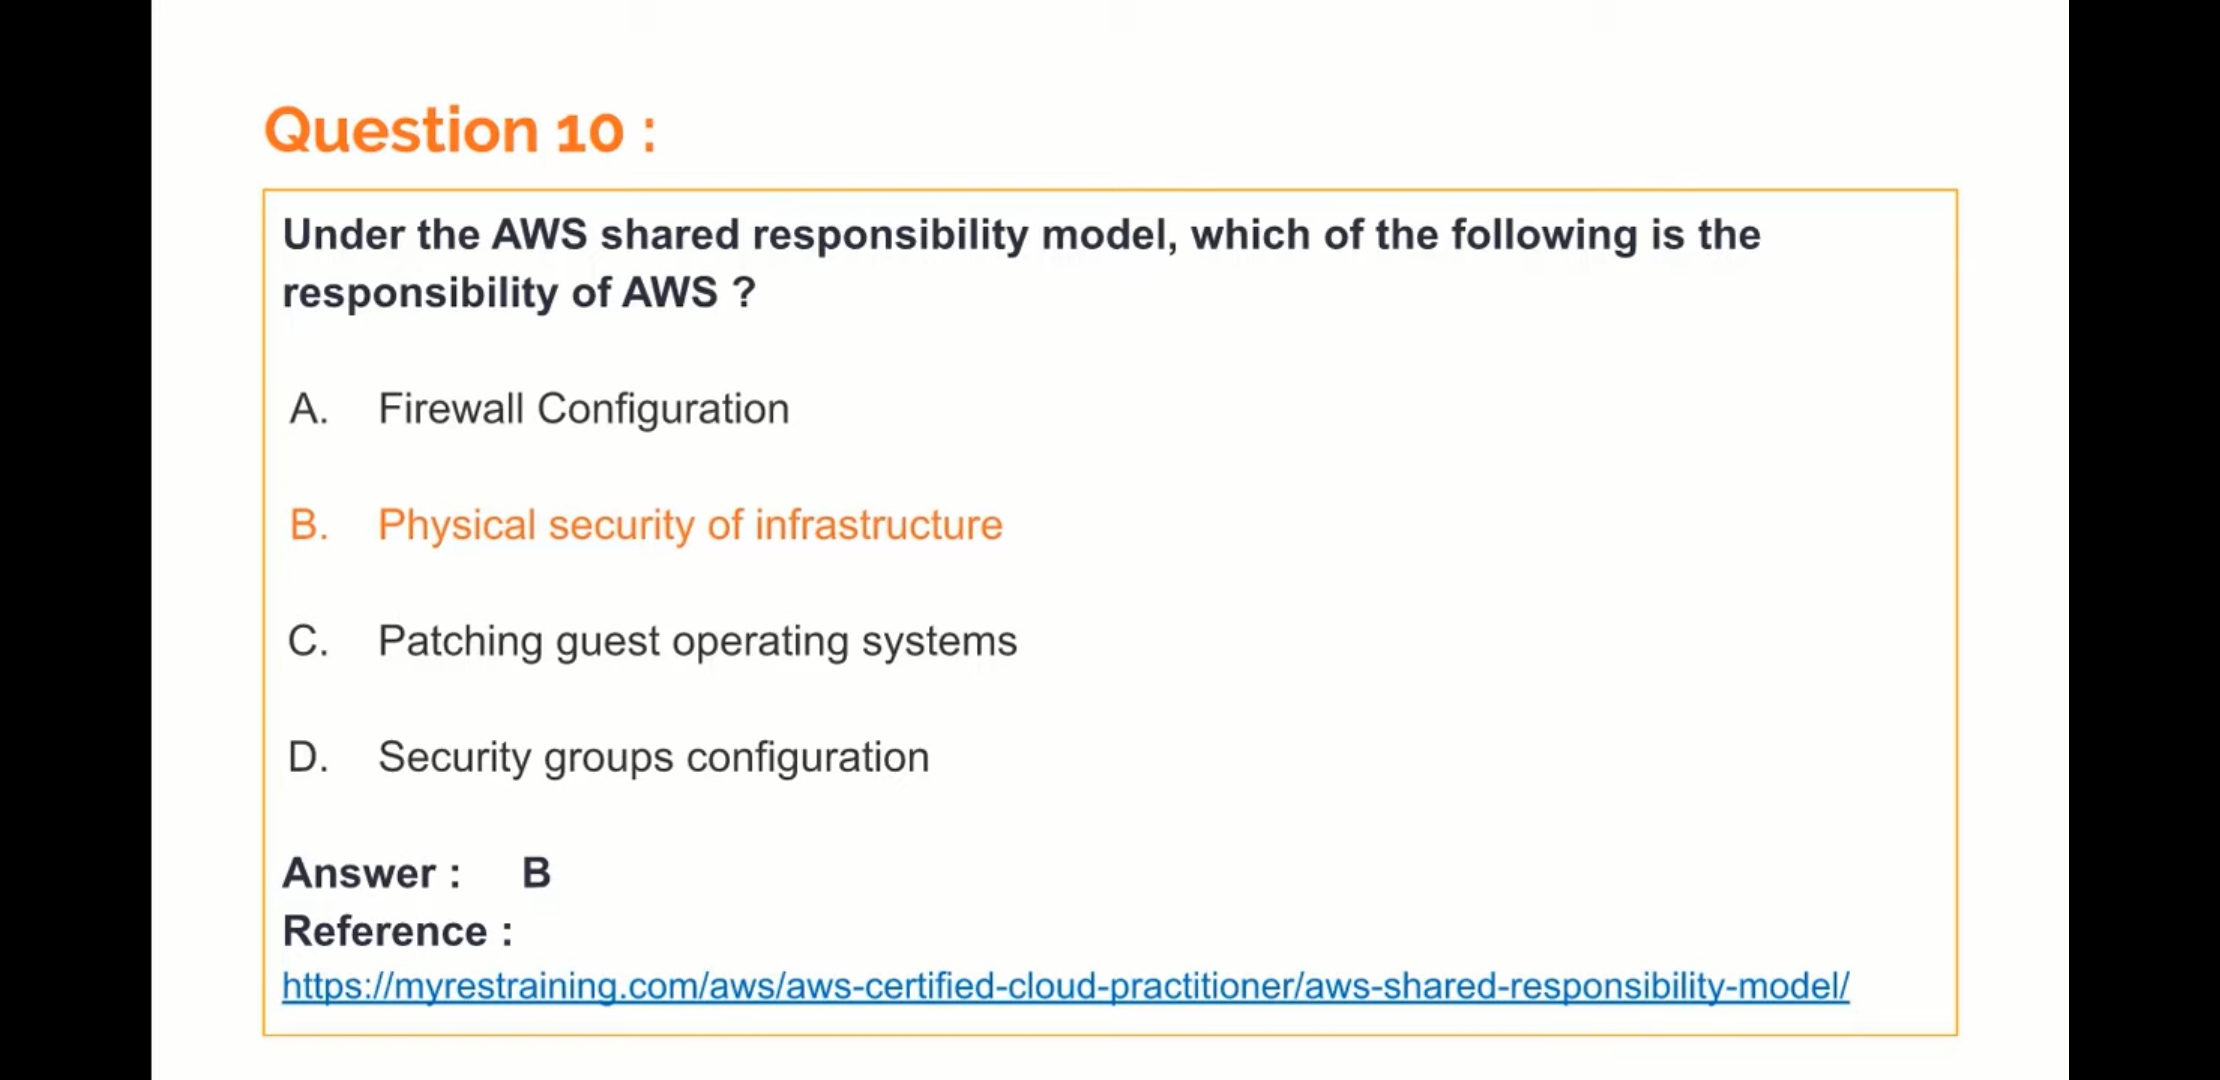 Question 10 :
Under the AWS shared responsibility model, which of the following is the
responsibility of AWS ?
A. Firewall Configuration
B. Physical security of infrastructure
C. Patching guest operating systems
D. Security groups configuration
Answer : B
Reference :
https://myrestraining.com/aws/aws-certified-cloud-practitioner/aws-shared-responsibility-model/